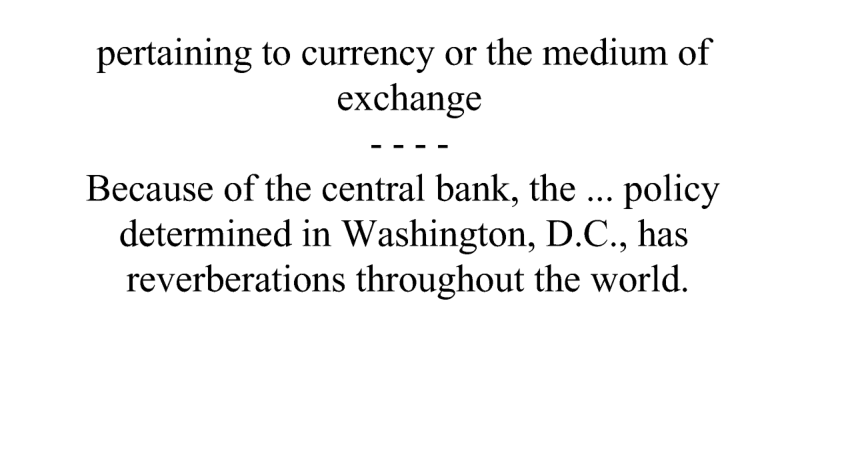 pertaining to currency or the medium of
exchange
- - - -
Because of the central bank, the ... policy
determined in Washington, D.C., has
reverberations throughout the world.